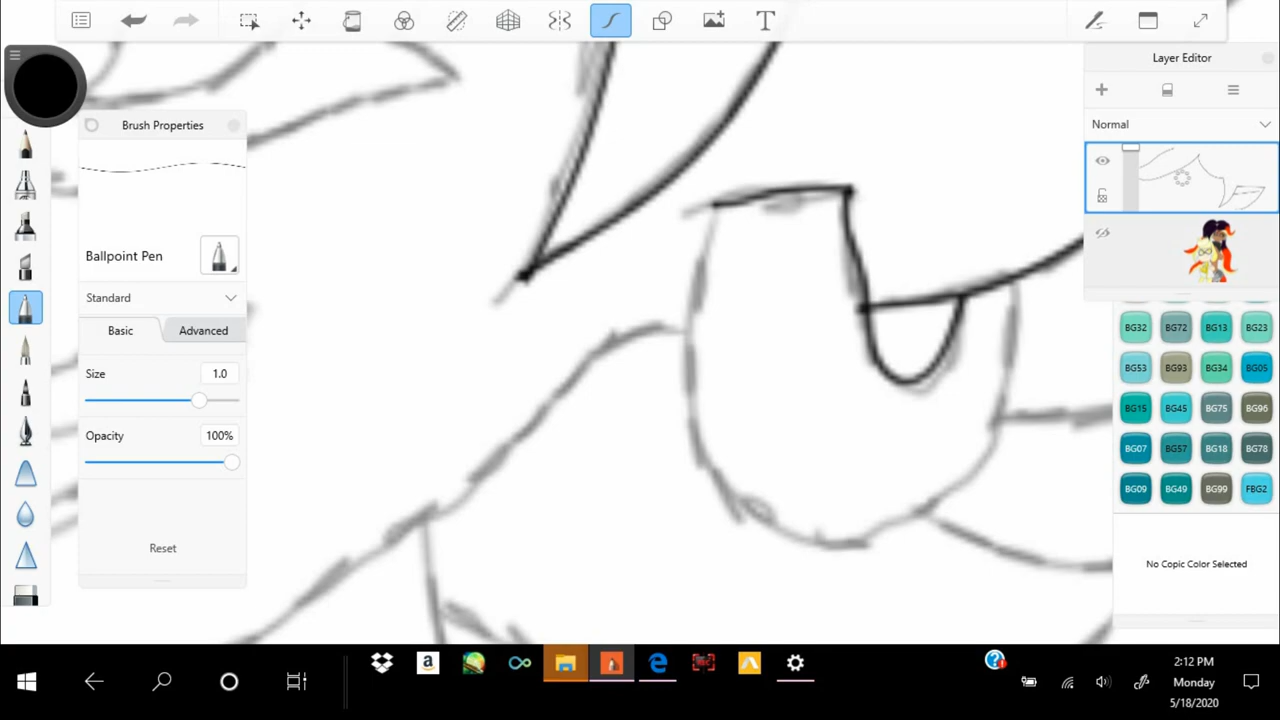 T
Layer Editor
Normal
Brush Properties
Ballpoint Pen
Standard
Basic
Advanced
Size
1.0
Opacity
100%
Reset
BG32
BG72
BG13
BG23
BG53
BG93
BG34
BG05
BG15
BG45
BG75
BG96
BG07
BG57
BG18
BG78
BG09
BG49
BG99
FBG2
No Copic Color Selected
a
e
2:12 PM
Monday
5/18/2020